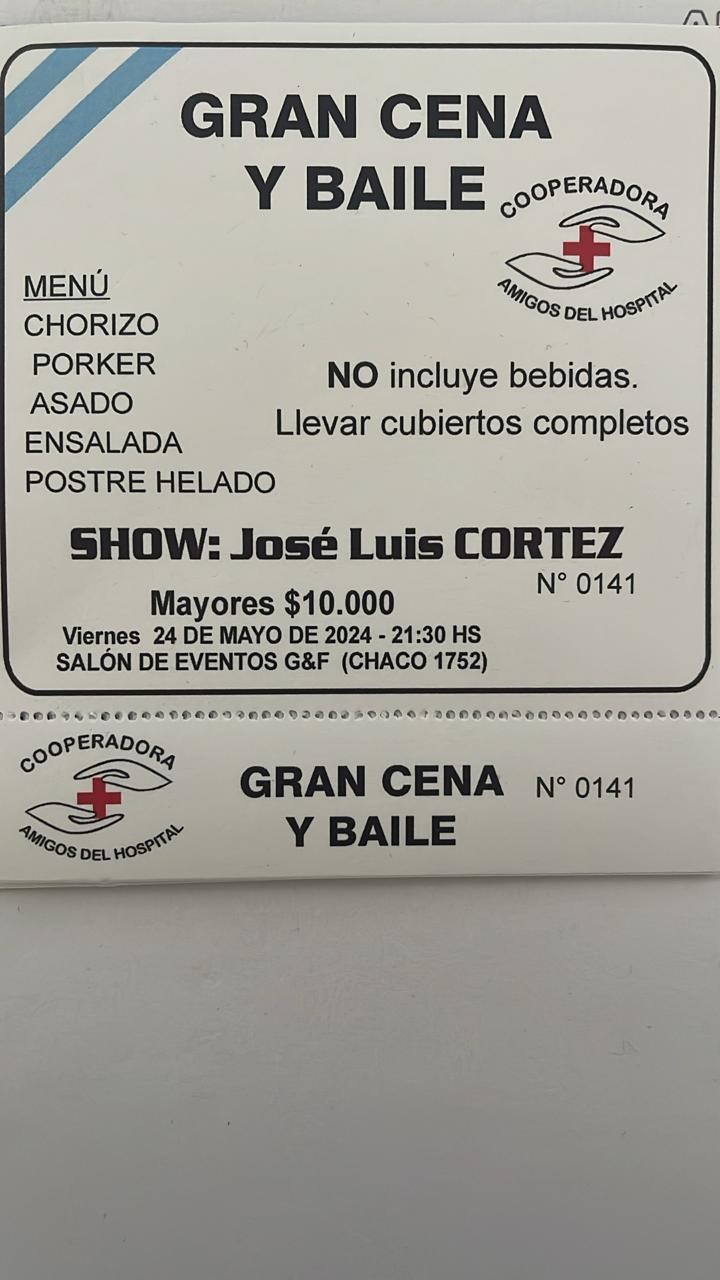 GRAN CENA
Y BAILE
COOPERADORA
AMIGOS DEL HOSPITAL
MENÚ
CHORIZO
PORKER
ASADO
ENSALADA
POSTRE HELADO
NO incluye bebidas.
Llevar cubiertos completos
SHOW: José Luis CORTEZ
N° 0141
Mayores $10.000
Viernes 24 DE MAYO DE 2024 - 21:30 HS
SALÓN DE EVENTOS G&F (CHACO 1752)
COOPERADORA
AMIGOS DEL HOSPITAL
GRAN CENA
Y BAILE
N° 0141